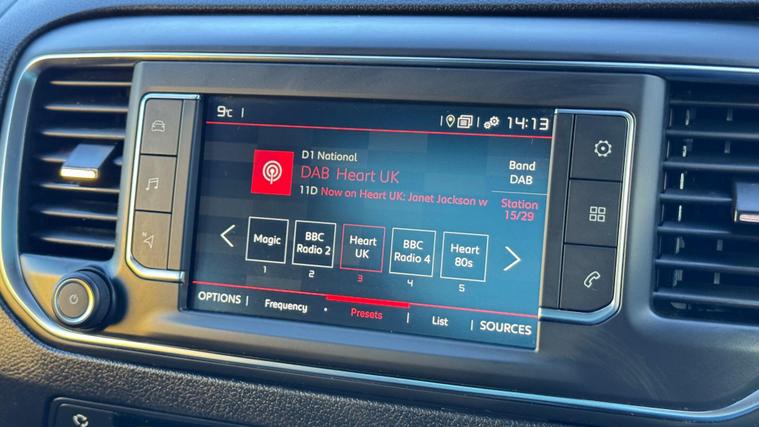 9°C
14:13
D1 National
DAB Heart UK
11D Now on Heart UK: Janet Jackson w
Band
DAB
Station
15/29
Magic
BBC
Radio 2
Heart
UK
BBC
Radio 4
Heart
80s
1 2 3 4 5
OPTIONS Frequency Presets List SOURCES